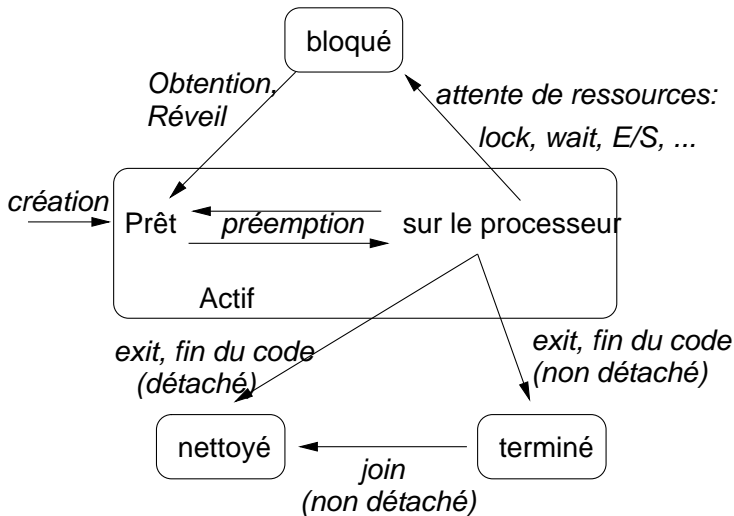 bloqué
Obtention,
Réveil
attente de ressources:
lock, wait, E/S, ...
création
Prêt
préemption
sur le processeur
Actif
exit, fin du code
(détaché)
exit, fin du code
(non détaché)
nettoyé
terminé
join
(non détaché)